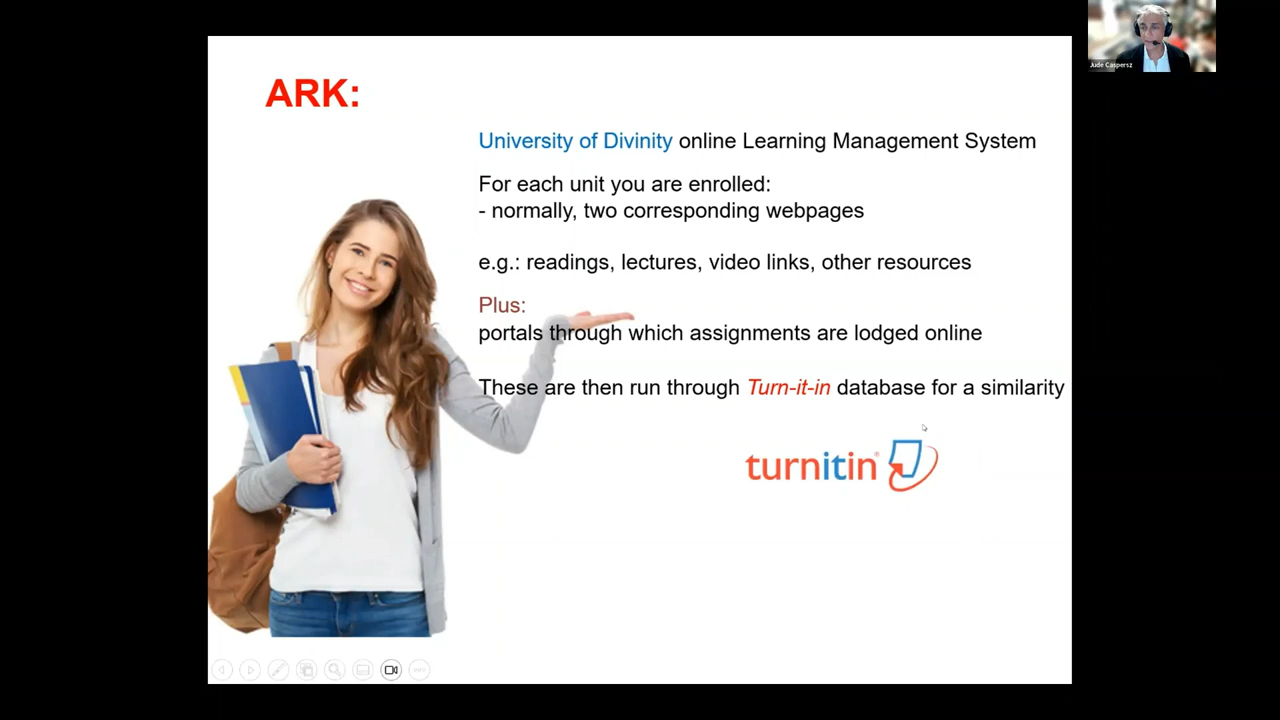 Jude Caspersz
ARK:
University of Divinity online Learning Management System
For each unit you are enrolled:
- normally, two corresponding webpages
e.g.: readings, lectures, video links, other resources
Plus:
portals through which assignments are lodged online
These are then run through Turn-it-in database for a similarity
turnitin